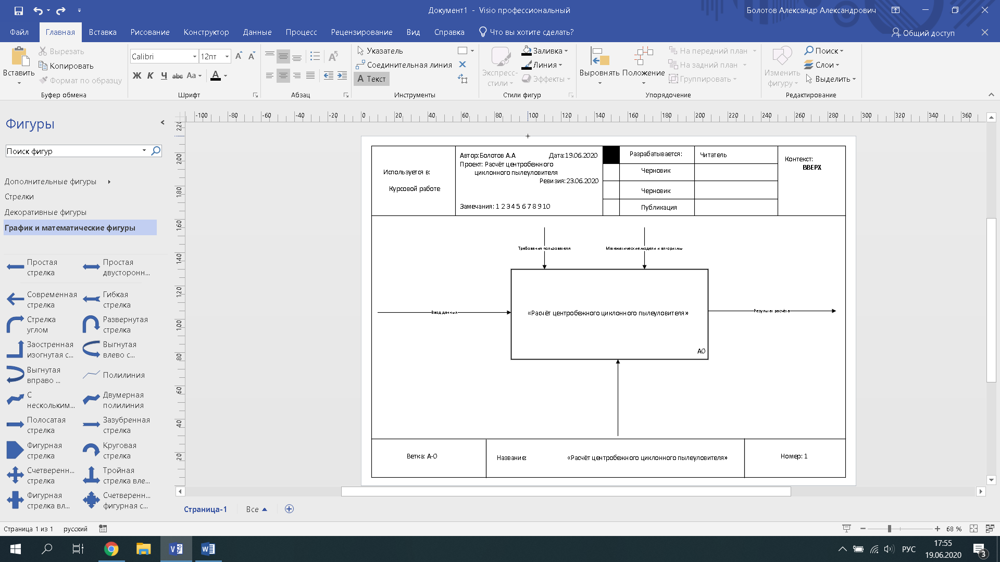 Документ1 - Visio профессиональный
Болотов Александр Александрович
Файл
Главная
Вставка
Рисование
Конструктор
Данные
Процесс
Рецензирование
Вид
Справка
Что вы хотите сделать?
Общий доступ
Вставить
Вырезать
Копировать
Формат по образцу
Буфер обмена
Calibri
12пт
Ж К Ч abc Aa А
Шрифт
Абзац
Указатель
Соединительная линия
А Текст
Инструменты
Экспресс-
стили
Заливка
Линия
Эффекты
Стили фигур
Выровнять
Положение
На передний план
На задний план
Группировать
Упорядочение
Изменить
фигуру
Поиск
Слои
Выделить
Редактирование
Фигуры
Поиск фигур
Дополнительные фигуры
Стрелки
Декоративные фигуры
График и математические фигуры
Простая
стрелка
Простая
двусторонн...
Современная
стрелка
Гибкая
стрелка
Стрелка
углом
Развернутая
стрелка
Заостренная
изогнутая с...
Выгнутая
влево с...
Выгнутая
вправо ...
Полилиния
С
нескольким...
Двумерная
полилиния
Полосатая
стрелка
Зазубренная
стрелка
Фигурная
стрелка
Круговая
стрелка
Счетверенн...
стрелка
Тройная
стрелка вле...
Фигурная
стрелка вл...
Счетверенн...
фигурная с...
-100 -80 -60 -40 -20 0 20 40 60 80 100 120 140 160 180 200 220 240 260 280 300 320 340 360
220 200 180 160 140 120 100 80 60 40 20
Используется в:
Курсовой работе
Автор:Болотов А.А Дата:19.06.2020
Проект: Расчёт центробежного
циклонного пылеуловителя
Ревизия:23.06.2020
Замечания: 1 2 3 4 5 6 7 8 9 10
Разрабатывается:
Читатель
Черновик
Черновик
Публикация
Контекст:
ВВЕРХ
Требования пользователя
Математические модели и алгоритмы
Ввод данных
«Расчёт центробежного циклонного пылеуловителя»
А0
Результат расчёта
Ветка: А-0
Название: «Расчёт центробежного циклонного пылеуловителя»
Номер: 1
Страница-1
Все
Страница 1 из 1
русский
68 %
РУС
17:55
19.06.2020
3